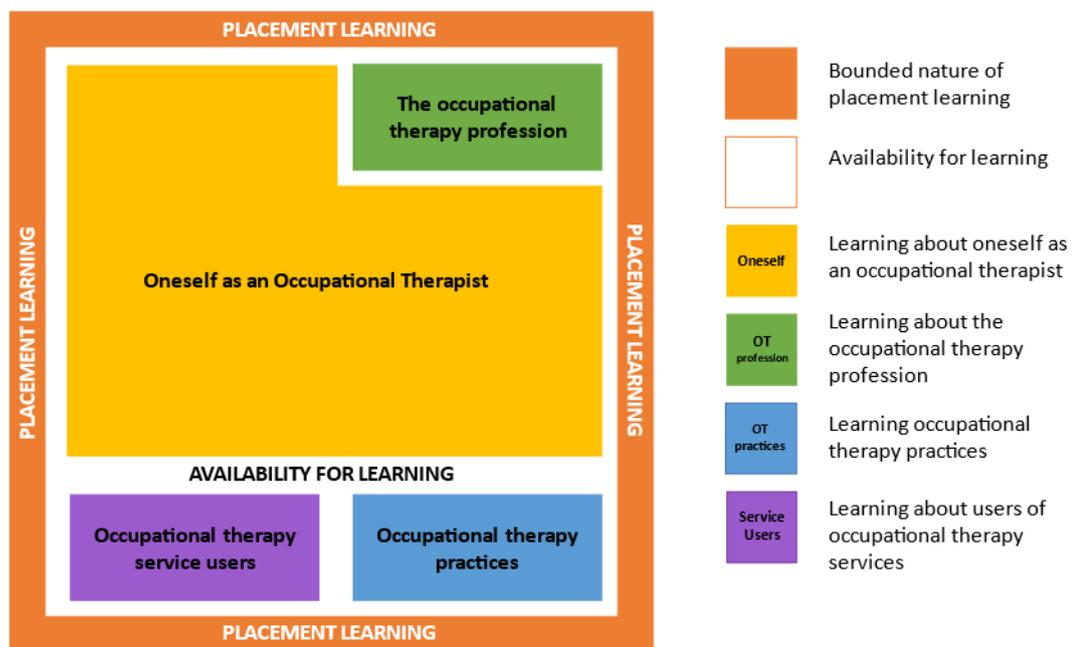 PLACEMENT LEARNING
The occupational
therapy profession
Oneself as an Occupational Therapist
PLACEMENT LEARNING
PLACEMENT LEARNING
AVAILABILITY FOR LEARNING
Occupational therapy
service users
Occupational therapy
practices
PLACEMENT LEARNING
Bounded nature of
placement learning
Availability for learning
Oneself
Learning about oneself as
an occupational therapist
OT
profession
Learning about the
occupational therapy
profession
OT
practices
Learning occupational
therapy practices
Service
Users
Learning about users of
occupational therapy
services